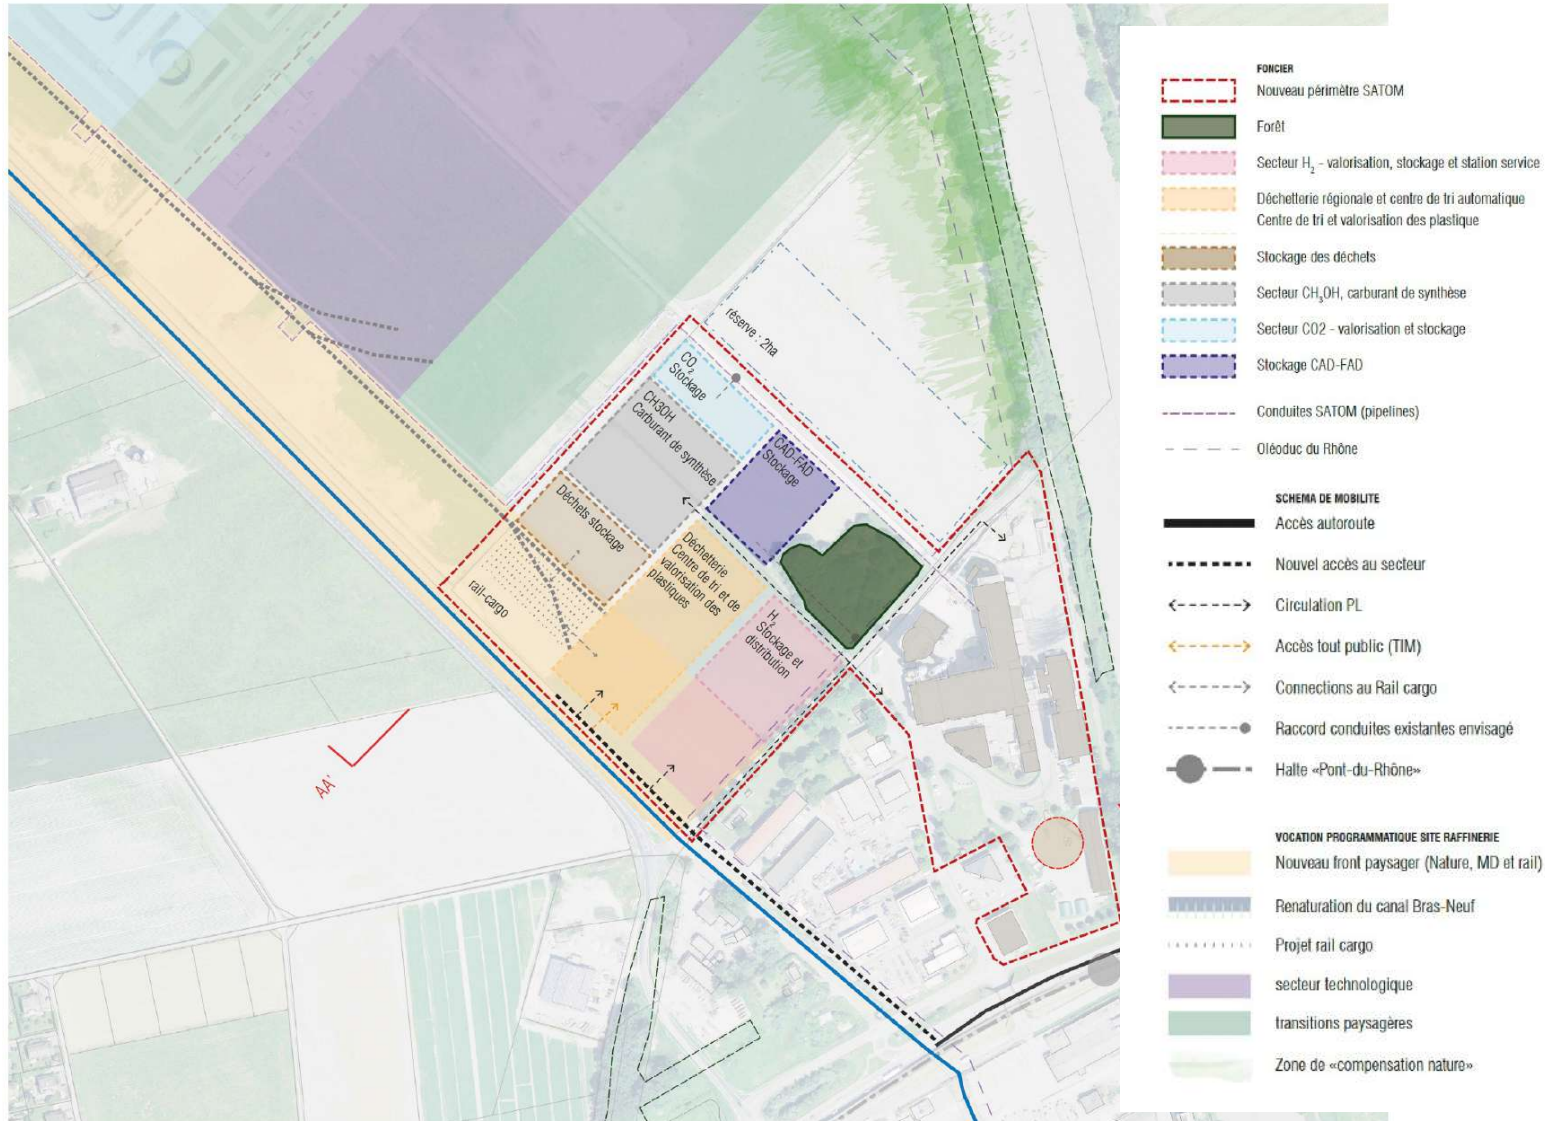 réserve : 2ha
CO₂
Stockage
CH3OH
Carburant de synthèse
CAD-FAD
Stockage
Déchets stockage
Déchetterie
Centre de tri et de
valorisation des
plastiques
rail-cargo
H₂
Stockage et
distribution
AA'
FONCIER
Nouveau périmètre SATOM
Forêt
Secteur H₂ - valorisation, stockage et station service
Déchetterie régionale et centre de tri automatique
Centre de tri et valorisation des plastique
Stockage des déchets
Secteur CH₃OH, carburant de synthèse
Secteur CO2 - valorisation et stockage
Stockage CAD-FAD
Conduites SATOM (pipelines)
Oléoduc du Rhône
SCHEMA DE MOBILITE
Accès autoroute
Nouvel accès au secteur
Circulation PL
Accès tout public (TIM)
Connections au Rail cargo
Raccord conduites existantes envisagé
Halte «Pont-du-Rhône»
VOCATION PROGRAMMATIQUE SITE RAFFINERIE
Nouveau front paysager (Nature, MD et rail)
Renaturation du canal Bras-Neuf
Projet rail cargo
secteur technologique
transitions paysagères
Zone de «compensation nature»